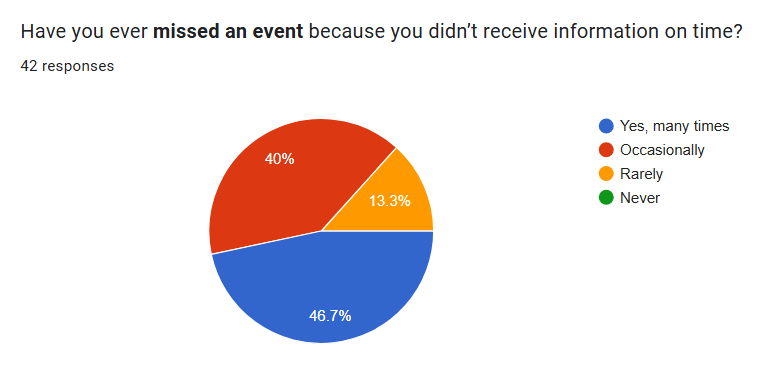 Have you ever missed an event because you didn’t receive information on time?
42 responses
Yes, many times
Occasionally
Rarely
Never
40%
13.3%
46.7%